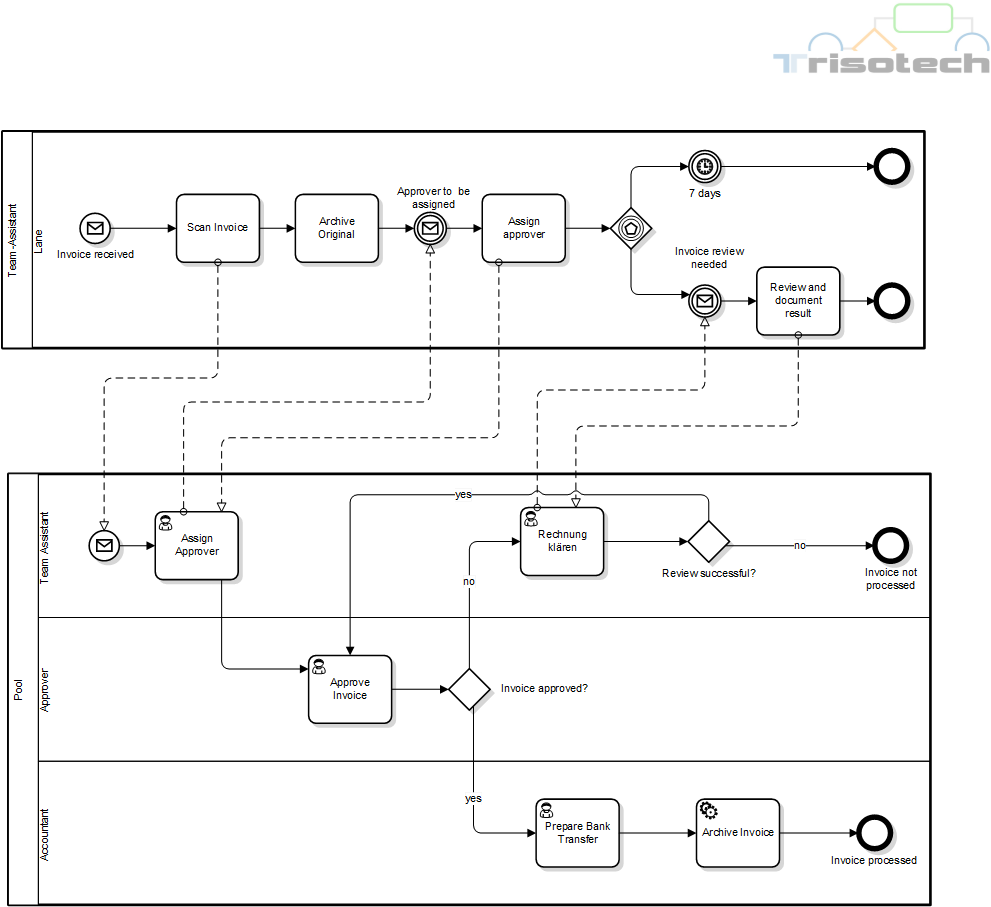 Trisotech
Team-Assistant
Lane
Invoice received
Scan Invoice
Archive
Original
Approver to be
assigned
Assign
approver
7 days
Invoice review
needed
Review and
document
result
Pool
Team Assistant
Assign
Approver
yes
Rechnung
klären
Review successful?
no
Invoice not
processed
no
Approver
Approve
Invoice
Invoice approved?
Accountant
yes
Prepare Bank
Transfer
Archive Invoice
Invoice processed